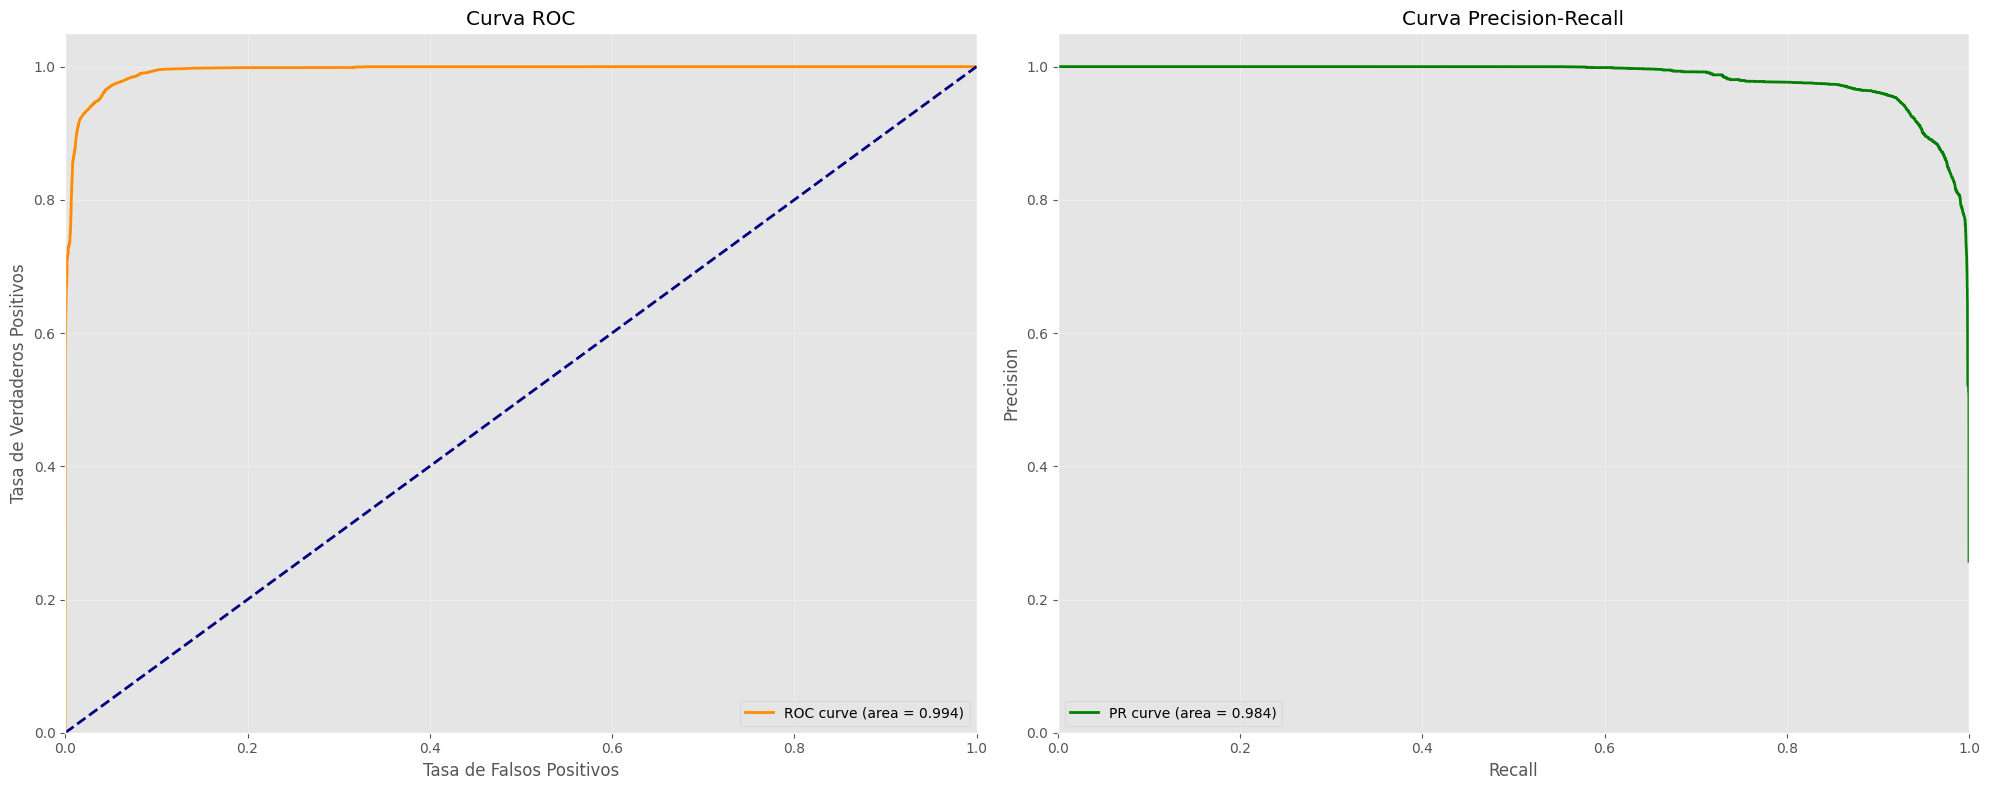 Curva ROC
Tasa de Verdaderos Positivos
1.0
0.8
0.6
0.4
0.2
0.0
0.0 0.2 0.4 0.6 0.8 1.0
Tasa de Falsos Positivos
ROC curve (area = 0.994)
Curva Precision-Recall
Precision
1.0
0.8
0.6
0.4
0.2
0.0
0.0 0.2 0.4 0.6 0.8 1.0
Recall
PR curve (area = 0.984)